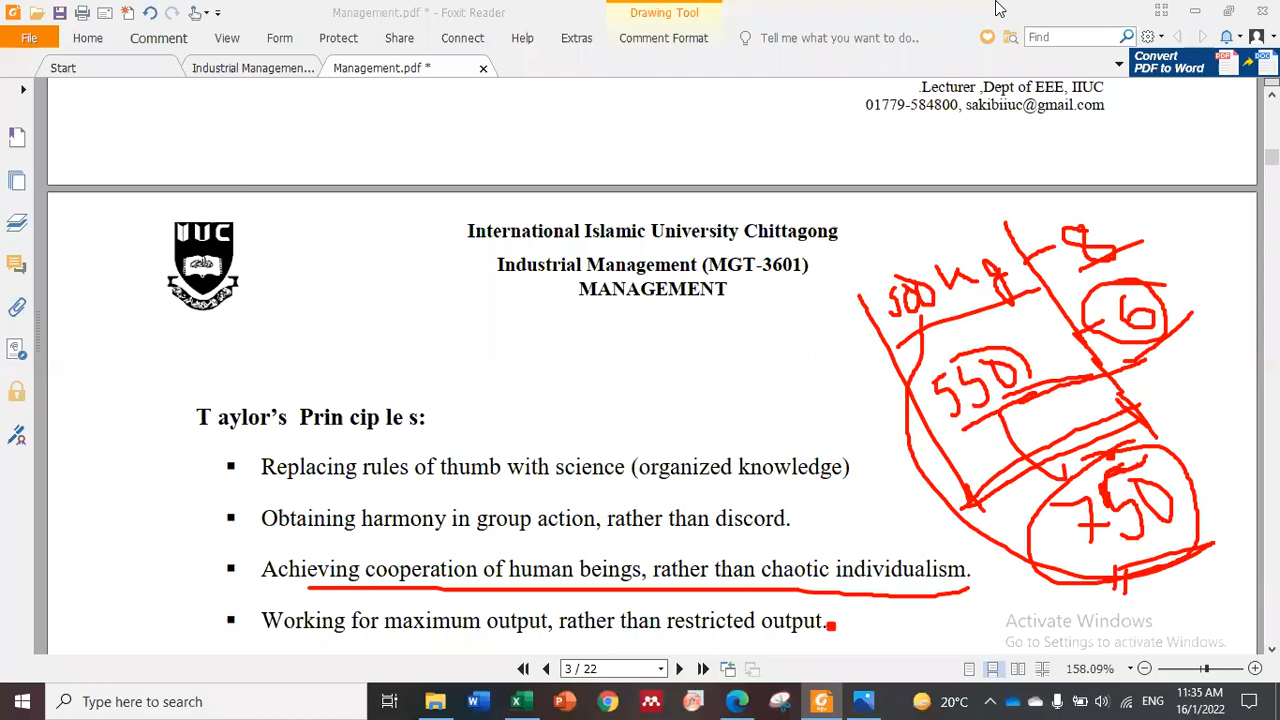 Management.pdf * - Foxit Reader
Drawing Tool
File Home Comment View Form Protect Share Connect Help Extras Comment Format Tell me what you want to do.. Find
Start Industrial Managemen... Management.pdf *
Convert
PDF to Word
.Lecturer ,Dept of EEE, IIUC
01779-584800, sakibiiuc@gmail.com
IIUC
International Islamic University Chittagong
Industrial Management (MGT-3601)
MANAGEMENT
8
500 kg
6
550
750
T aylor's Prin cip le s:
▪ Replacing rules of thumb with science (organized knowledge)
▪ Obtaining harmony in group action, rather than discord.
▪ Achieving cooperation of human beings, rather than chaotic individualism.
▪ Working for maximum output, rather than restricted output.
Activate Windows
Go to Settings to activate Windows.
3 / 22
158.09%
Type here to search
20°C
ENG
11:35 AM
16/1/2022